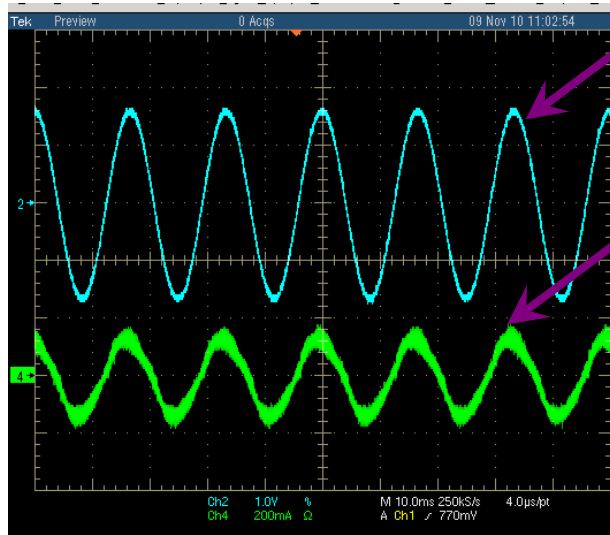 Tek Preview 0 Acqs 09 Nov 10 11:02:54
2
4
Ch2 1.0V M 10.0ms 250kS/s 4.0µs/pt
Ch4 200mA Ω A Ch1 770mV